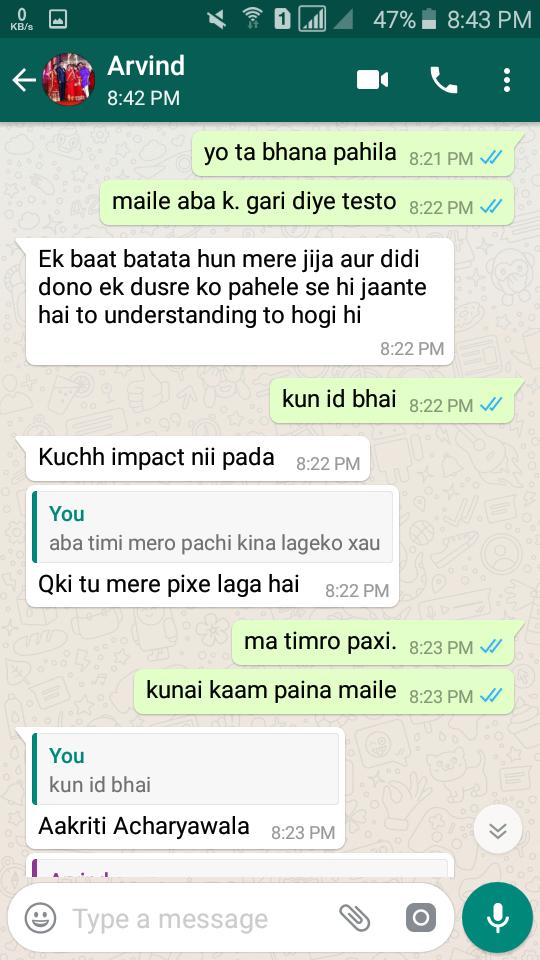 0
KB/s
1
47%
8:43 PM
Arvind
8:42 PM
yo ta bhana pahila 8:21 PM
maile aba k. gari diye testo 8:22 PM
Ek baat batata hun mere jija aur didi
dono ek dusre ko pahele se hi jaante
hai to understanding to hogi hi
8:22 PM
kun id bhai 8:22 PM
Kuchh impact nii pada 8:22 PM
You
aba timi mero pachi kina lageko xau
Qki tu mere pixe laga hai 8:22 PM
ma timro paxi. 8:23 PM
kunai kaam paina maile 8:23 PM
You
kun id bhai
Aakriti Acharyawala 8:23 PM
Type a message